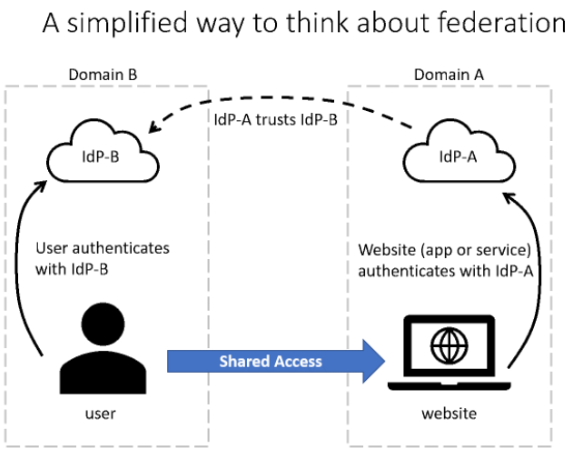 A simplified way to think about federation
Domain B
Domain A
IdP-A trusts IdP-B
IdP-B
IdP-A
User authenticates
with IdP-B
Website (app or service)
authenticates with IdP-A
Shared Access
user
website